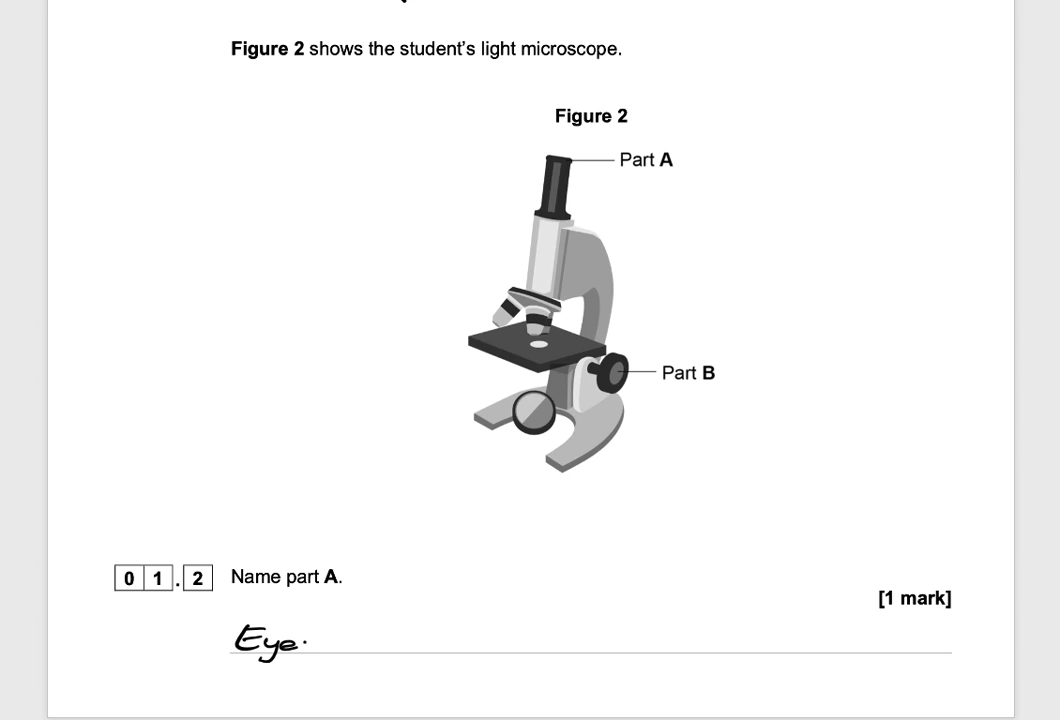 Figure 2 shows the student's light microscope.
Figure 2
Part A
Part B
0 1 . 2 Name part A.
[1 mark]
Eye.